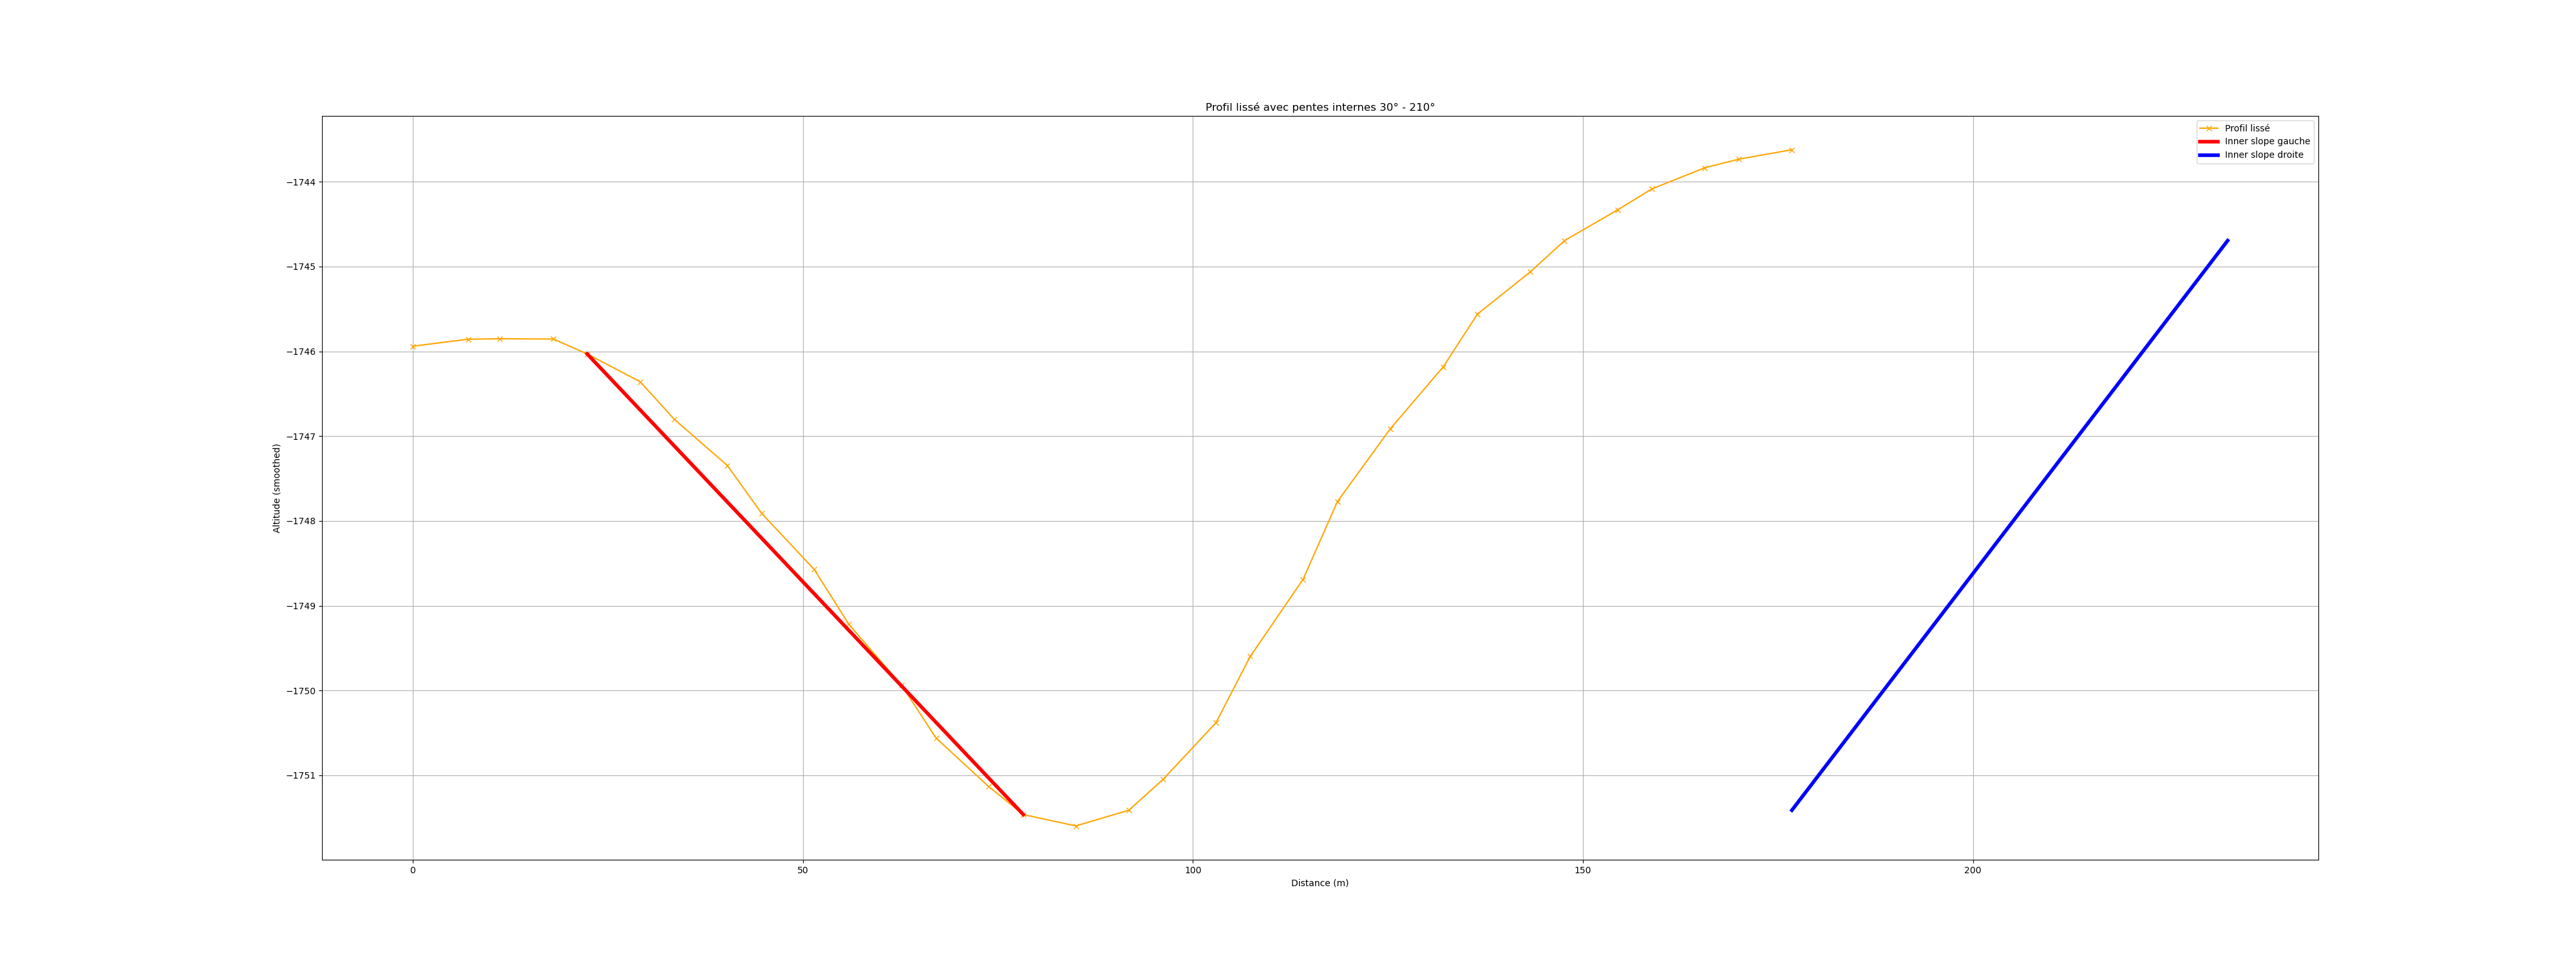 Profil lissé avec pentes internes 30° - 210°
Profil lissé
Inner slope gauche
Inner slope droite
−1744
−1745
−1746
−1747
−1748
−1749
−1750
−1751
Altitude (smoothed)
0
50
100
150
200
Distance (m)